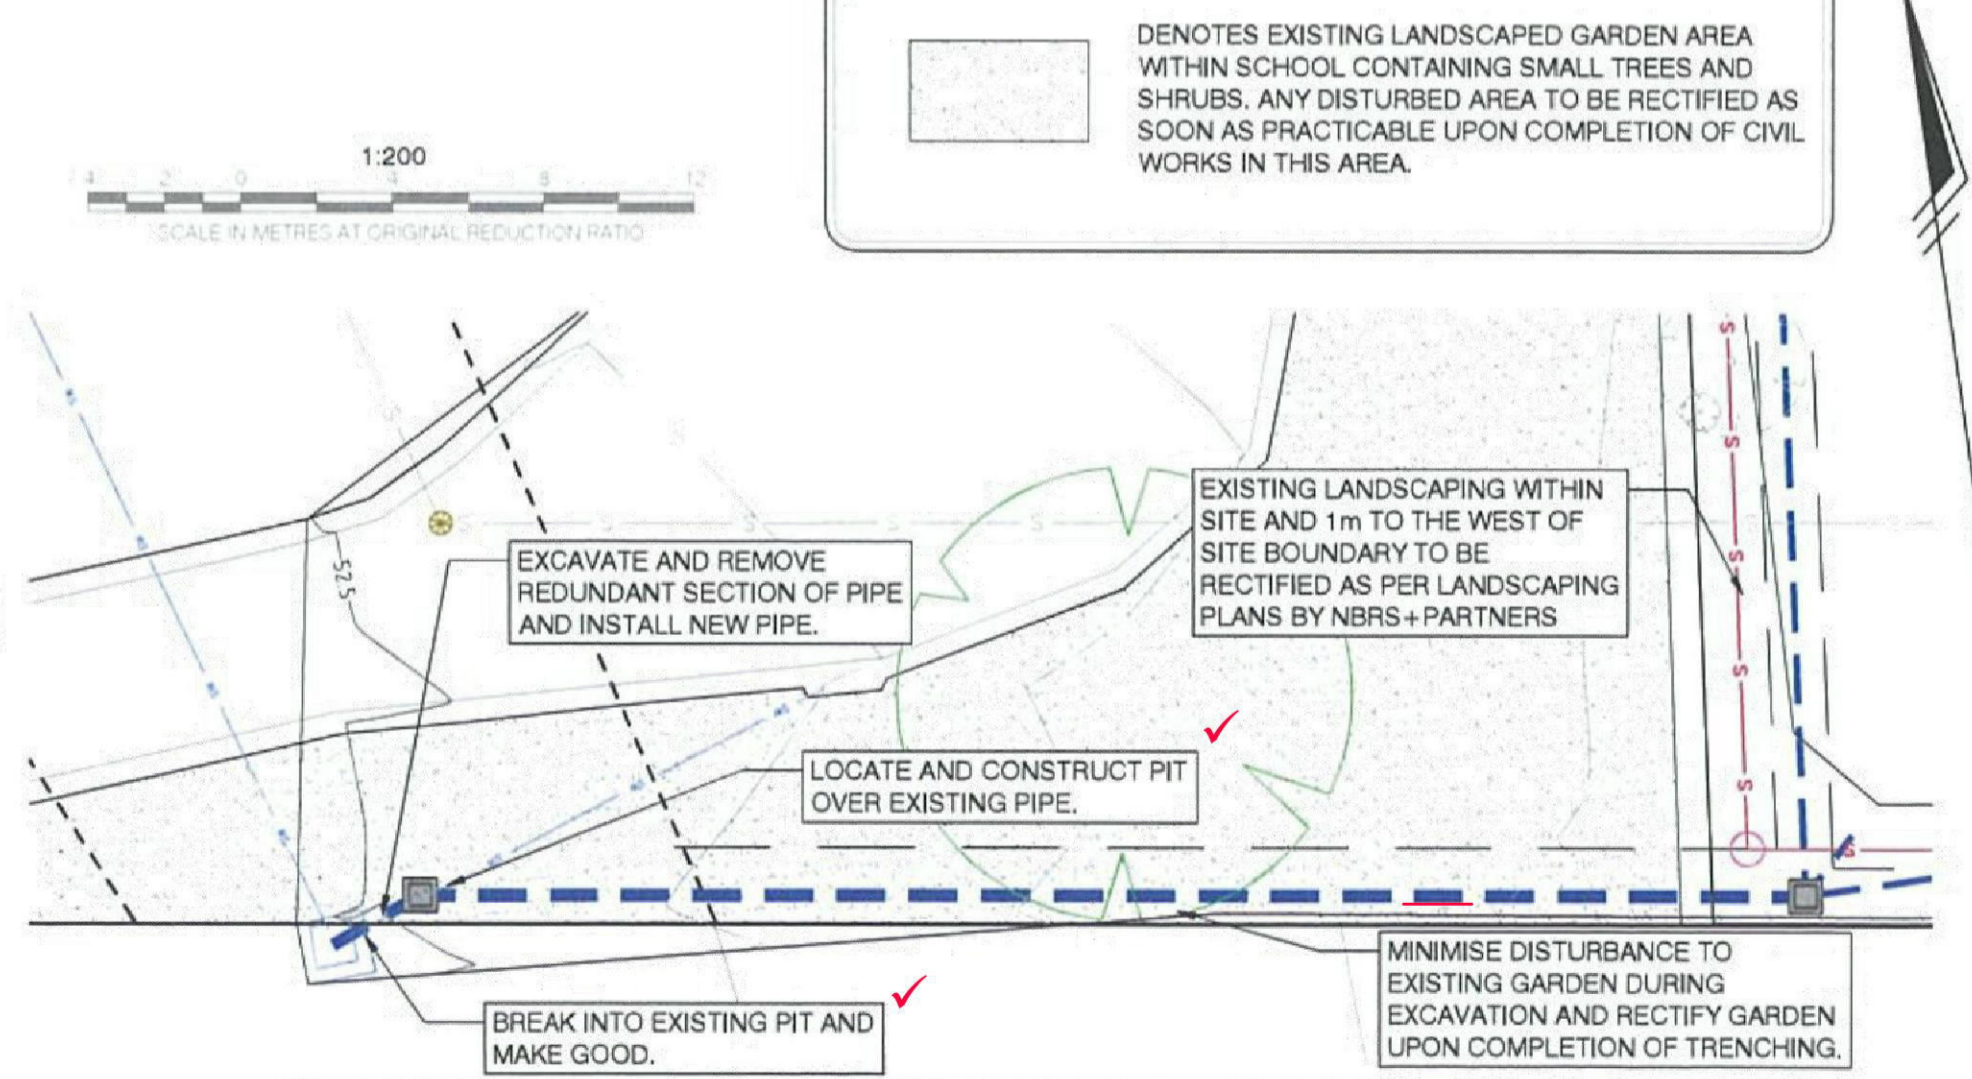 DENOTES EXISTING LANDSCAPED GARDEN AREA
WITHIN SCHOOL CONTAINING SMALL TREES AND
SHRUBS. ANY DISTURBED AREA TO BE RECTIFIED AS
SOON AS PRACTICABLE UPON COMPLETION OF CIVIL
WORKS IN THIS AREA.
1:200
4 2 0 4 8 12
SCALE IN METRES AT ORIGINAL REDUCTION RATIO
EXISTING LANDSCAPING WITHIN
SITE AND 1m TO THE WEST OF
SITE BOUNDARY TO BE
RECTIFIED AS PER LANDSCAPING
PLANS BY NBRS+PARTNERS
EXCAVATE AND REMOVE
REDUNDANT SECTION OF PIPE
AND INSTALL NEW PIPE.
52.5
LOCATE AND CONSTRUCT PIT
OVER EXISTING PIPE.
S
S
S
S
S
S
S
S
S
S
S
MINIMISE DISTURBANCE TO
EXISTING GARDEN DURING
EXCAVATION AND RECTIFY GARDEN
UPON COMPLETION OF TRENCHING.
BREAK INTO EXISTING PIT AND
MAKE GOOD.